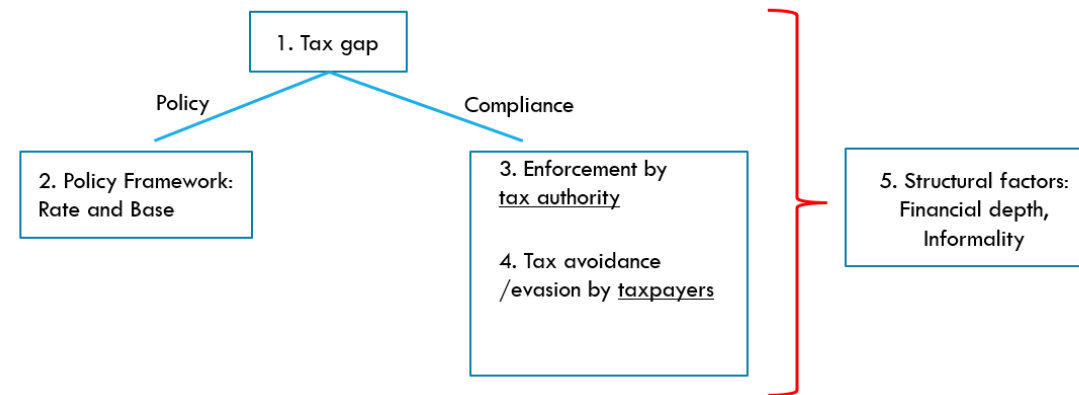 1. Tax gap
Policy
Compliance
2. Policy Framework:
Rate and Base
3. Enforcement by
tax authority
4. Tax avoidance
/evasion by taxpayers
5. Structural factors:
Financial depth,
Informality